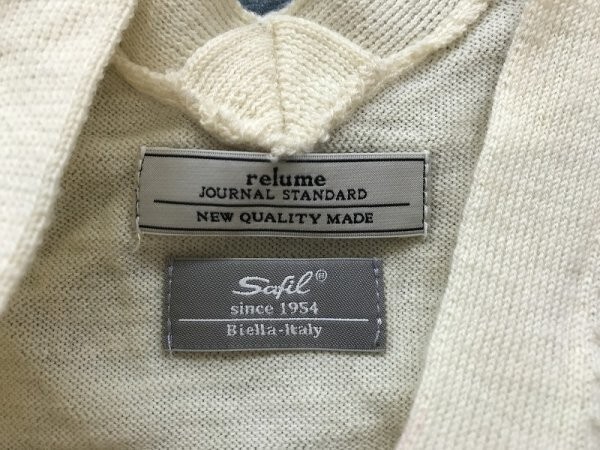 relume
JOURNAL STANDARD
NEW QUALITY MADE
Safil®
since 1954
Biella-Italy